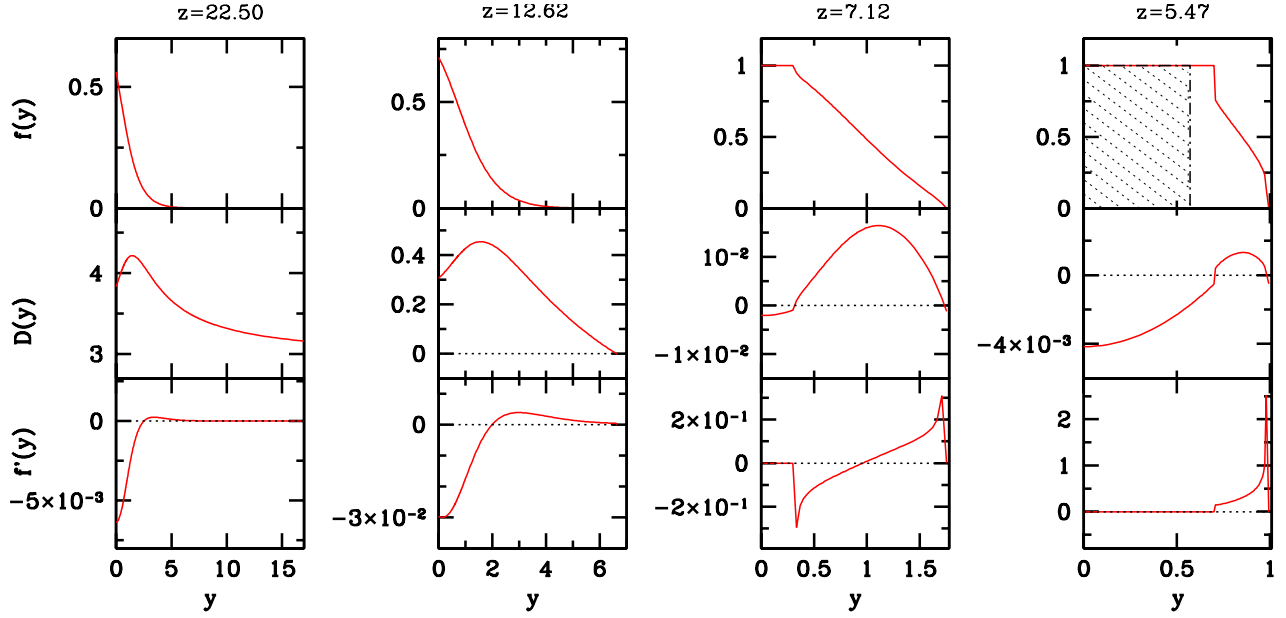 z=22.50 z=12.62 z=7.12 z=5.47
f(y) 0.5 0 0.5 0 1 0.5 0 1 0.5 0
D(y) 4 3 0.4 0.2 0 10⁻² 0 −1×10⁻² 0 −4×10⁻³
f'(y) 0 −5×10⁻³ 0 −3×10⁻² 2×10⁻¹ 0 −2×10⁻¹ 2 1 0
0 5 10 15 0 2 4 6 0 0.5 1 1.5 0 0.5 1
y y y y